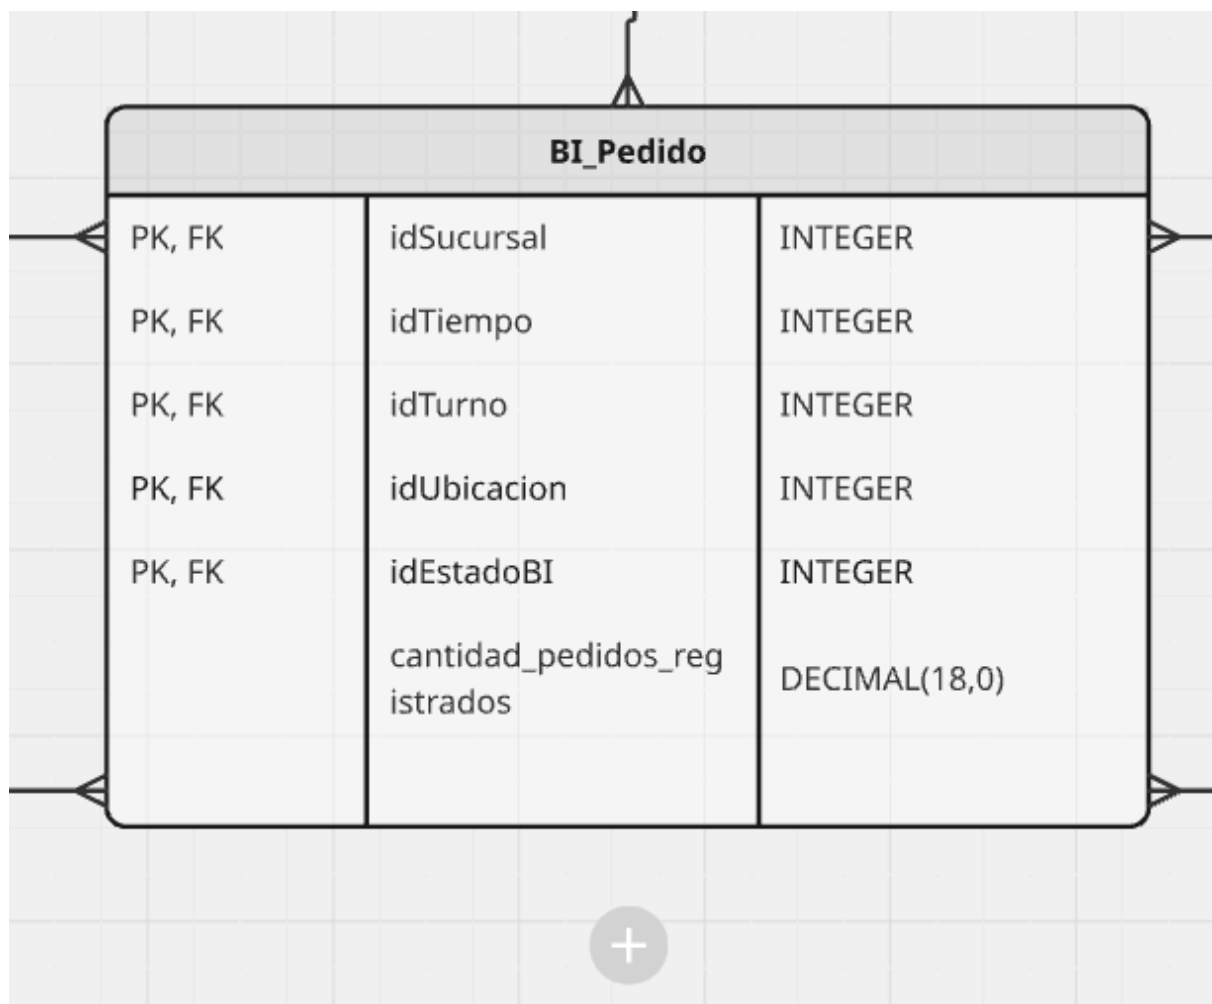 BI_Pedido
PK, FK idSucursal INTEGER
PK, FK idTiempo INTEGER
PK, FK idTurno INTEGER
PK, FK idUbicacion INTEGER
PK, FK idEstadoBI INTEGER
cantidad_pedidos_reg
istrados
DECIMAL(18,0)